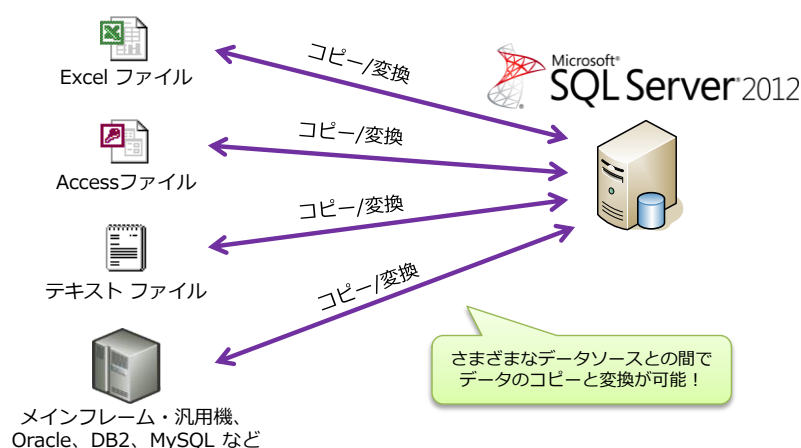 Excel ファイル
コピー/変換
Microsoft®
SQL Server® 2012
コピー/変換
Accessファイル
コピー/変換
テキスト ファイル
コピー/変換
さまざまなデータソースとの間で
データのコピーと変換が可能！
メインフレーム・汎用機、
Oracle、DB2、MySQL など